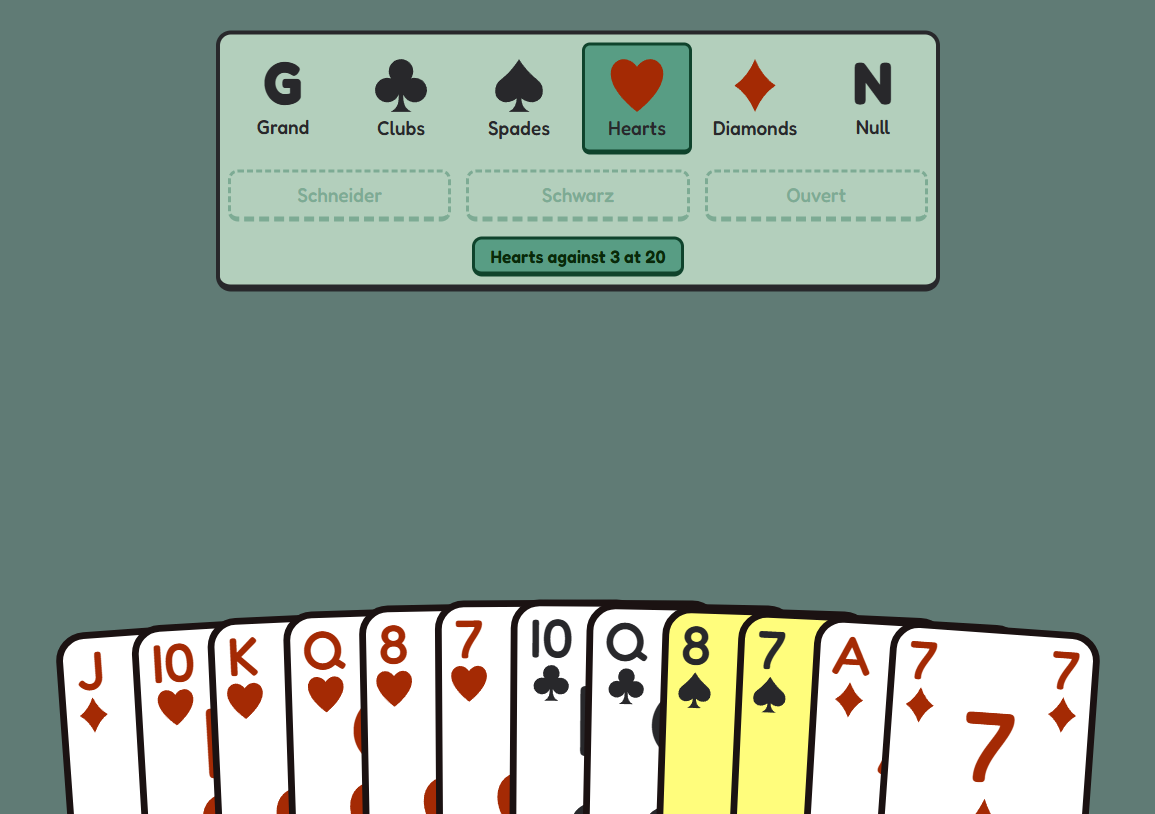 G N
Grand Clubs Spades Hearts Diamonds Null
Schneider Schwarz Ouvert
Hearts against 3 at 20
J 10 K Q 8 7 10 Q 8 7 A 7 7
7